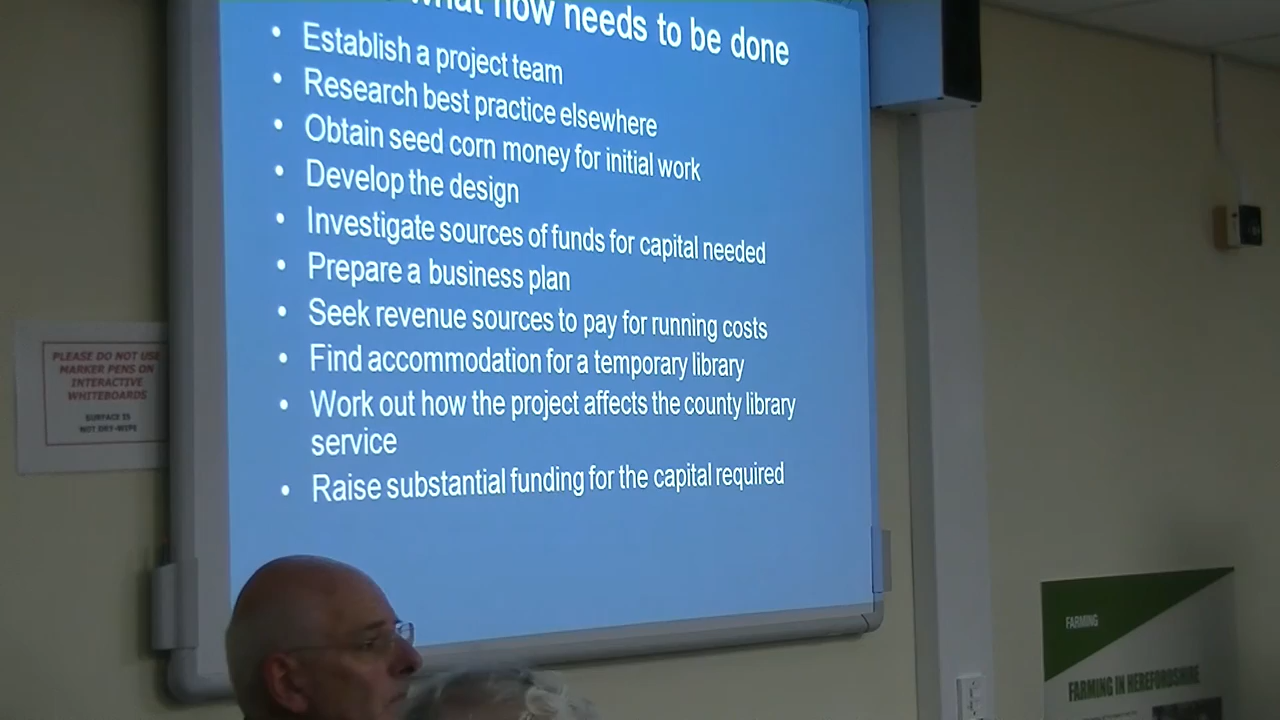 what now needs to be done
• Establish a project team
• Research best practice elsewhere
• Obtain seed corn money for initial work
• Develop the design
• Investigate sources of funds for capital needed
• Prepare a business plan
• Seek revenue sources to pay for running costs
• Find accommodation for a temporary library
• Work out how the project affects the county library
service
• Raise substantial funding for the capital required
PLEASE DO NOT USE
MARKER PENS ON
INTERACTIVE
WHITEBOARDS
SURFACE IS
NOT DRY-WIPE
FARMING
FARMING IN HEREFORDSHIRE